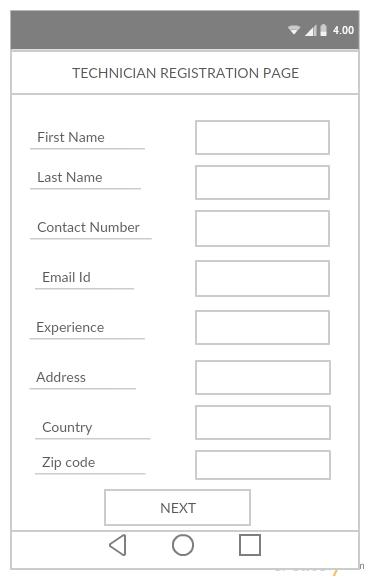 4.00
TECHNICIAN REGISTRATION PAGE
First Name
Last Name
Contact Number
Email Id
Experience
Address
Country
Zip code
NEXT